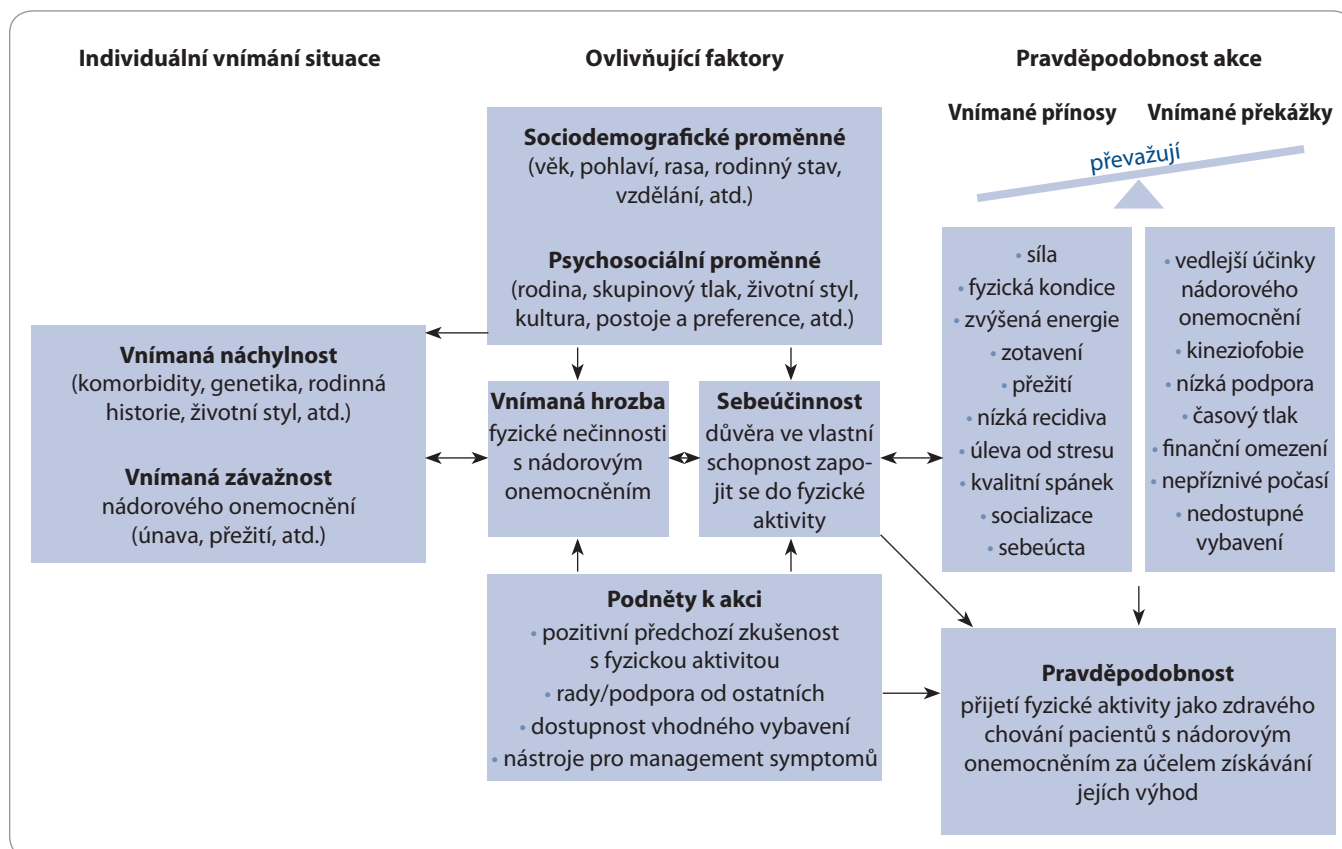 Individuální vnímání situace
Ovlivňující faktory
Pravděpodobnost akce
Vnímané přínosy
Vnímané překážky
převažují
Sociodemografické proměnné
(věk, pohlaví, rasa, rodinný stav,
vzdělání, atd.)
Psychosociální proměnné
(rodina, skupinový tlak, životní styl,
kultura, postoje a preference, atd.)
Vnímaná náchylnost
(komorbidity, genetika, rodinná
historie, životní styl, atd.)
Vnímaná závažnost
nádorového onemocnění
(únava, přežití, atd.)
Vnímaná hrozba
fyzické nečinnosti
s nádorovým
onemocněním
Sebeúčinnost
důvěra ve vlastní
schopnost zapo-
jit se do fyzické
aktivity
• síla
• fyzická kondice
• zvýšená energie
• zotavení
• přežití
• nízká recidiva
• úleva od stresu
• kvalitní spánek
• socializace
• sebeúcta
• vedlejší účinky
nádorového
onemocnění
• kineziofobie
• nízká podpora
• časový tlak
• finanční omezení
• nepříznivé počasí
• nedostupné
vybavení
Podněty k akci
• pozitivní předchozí zkušenost
s fyzickou aktivitou
• rady/podpora od ostatních
• dostupnost vhodného vybavení
• nástroje pro management symptomů
Pravděpodobnost
přijetí fyzické aktivity jako zdravého
chování pacientů s nádorovým
onemocněním za účelem získávání
jejích výhod